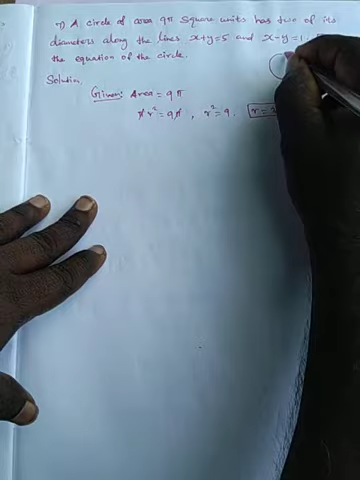 7) A circle of area 9π square units has two of its
diameters along the lines x+y=5 and x-y=1.
the equation of the circle.
Solution
Given: Area = 9π
πr² = 9π, r² = 9. r =